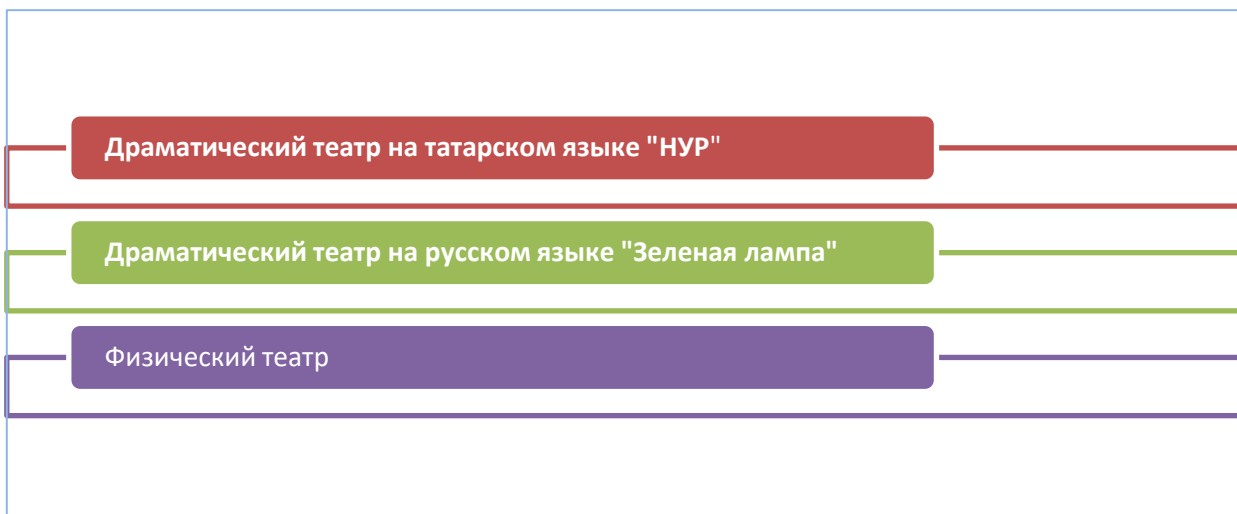 Драматический театр на татарском языке "НУР"
Драматический театр на русском языке "Зеленая лампа"
Физический театр